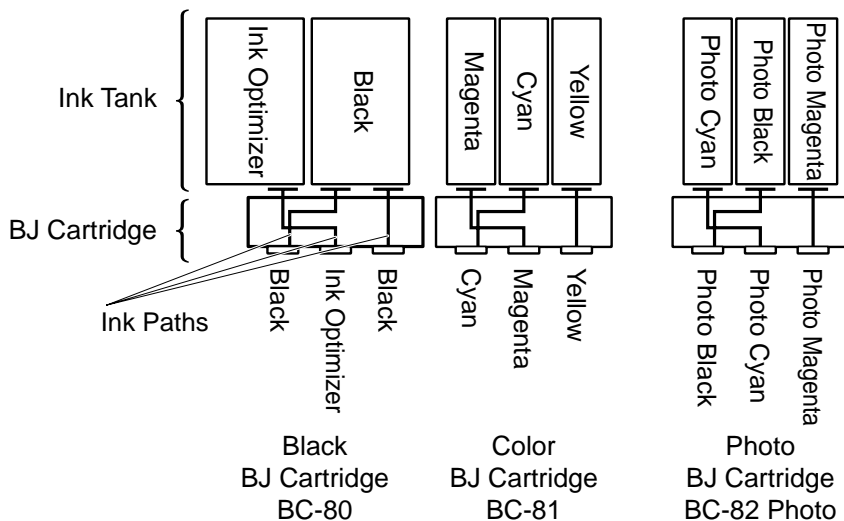 Ink Tank
Ink Optimizer
Black
Magenta
Cyan
Yellow
Photo Cyan
Photo Black
Photo Magenta
BJ Cartridge
Ink Paths
Black
Ink Optimizer
Black
Cyan
Magenta
Yellow
Photo Black
Photo Cyan
Photo Magenta
Black
BJ Cartridge
BC-80
Color
BJ Cartridge
BC-81
Photo
BJ Cartridge
BC-82 Photo